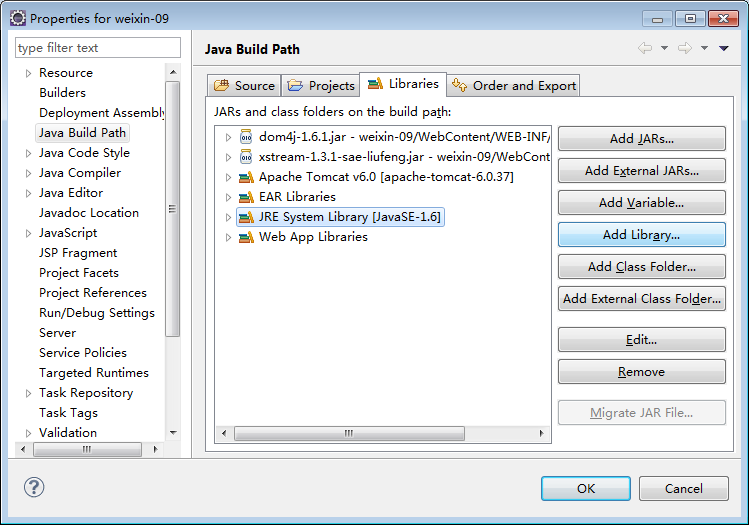 Properties for weixin-09
type filter text
Resource
Builders
Deployment Assembly
Java Build Path
Java Code Style
Java Compiler
Java Editor
Javadoc Location
JavaScript
JSP Fragment
Project Facets
Project References
Run/Debug Settings
Server
Service Policies
Targeted Runtimes
Task Repository
Task Tags
Validation
Java Build Path
Source Projects Libraries Order and Export
JARs and class folders on the build path:
dom4j-1.6.1.jar - weixin-09/WebContent/WEB-INF/
xstream-1.3.1-sae-liufeng.jar - weixin-09/WebCont
Apache Tomcat v6.0 [apache-tomcat-6.0.37]
EAR Libraries
JRE System Library [JavaSE-1.6]
Web App Libraries
Add JARs...
Add External JARs...
Add Variable...
Add Library...
Add Class Folder...
Add External Class Folder...
Edit...
Remove
Migrate JAR File...
OK Cancel